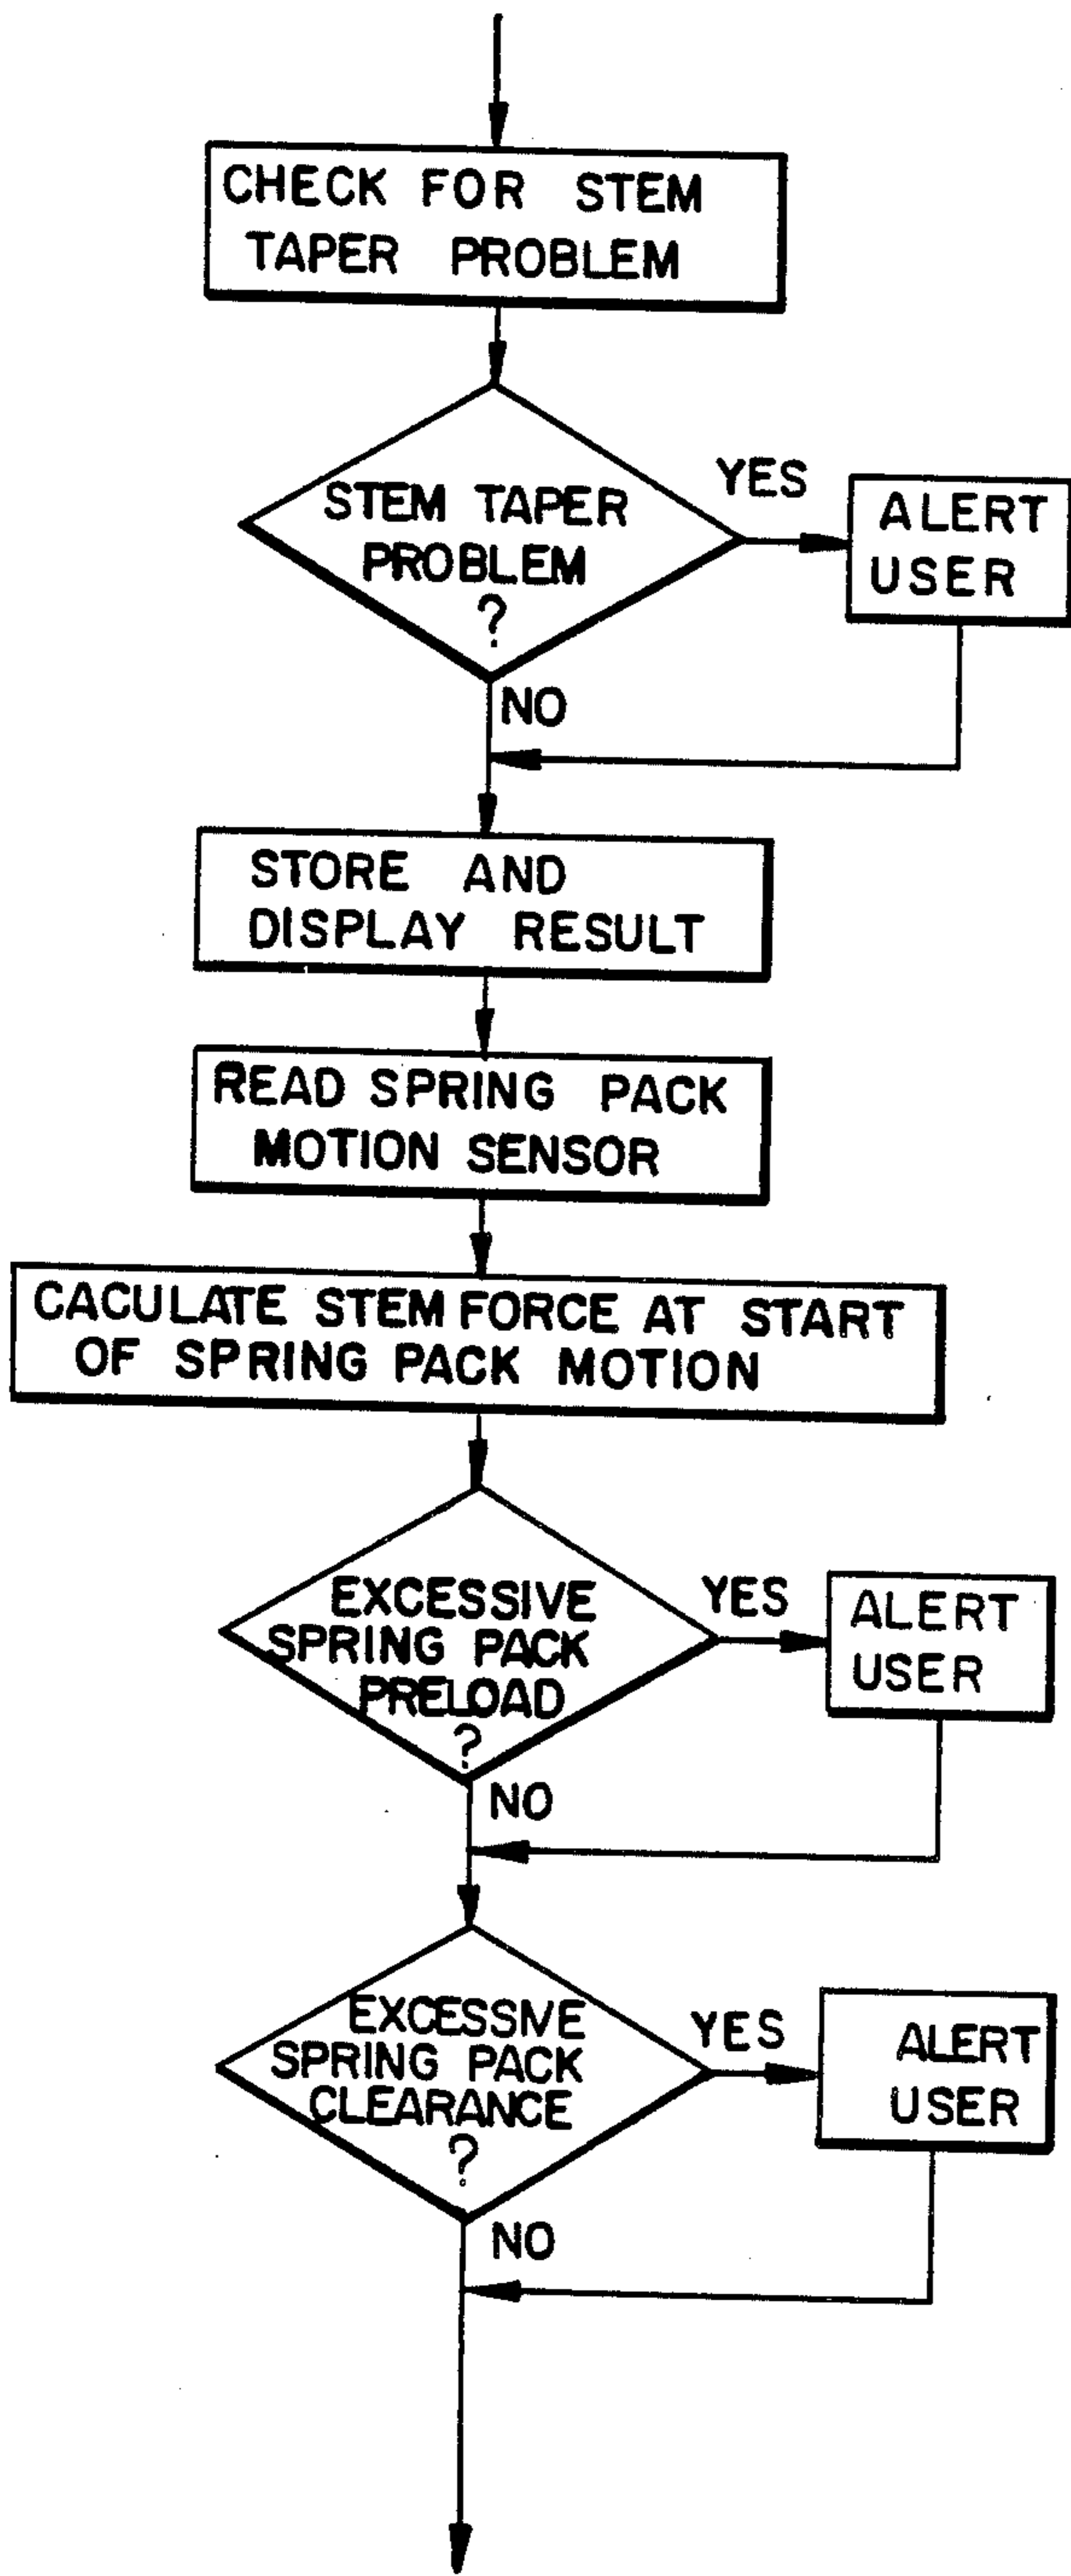 CHECK FOR STEM
TAPER PROBLEM
STEM TAPER
PROBLEM
?
YES
ALERT
USER
NO
STORE AND
DISPLAY RESULT
READ SPRING PACK
MOTION SENSOR
CACULATE STEM FORCE AT START
OF SPRING PACK MOTION
EXCESSIVE
SPRING PACK
PRELOAD
?
YES
ALERT
USER
NO
EXCESSIVE
SPRING PACK
CLEARANCE
?
YES
ALERT
USER
NO